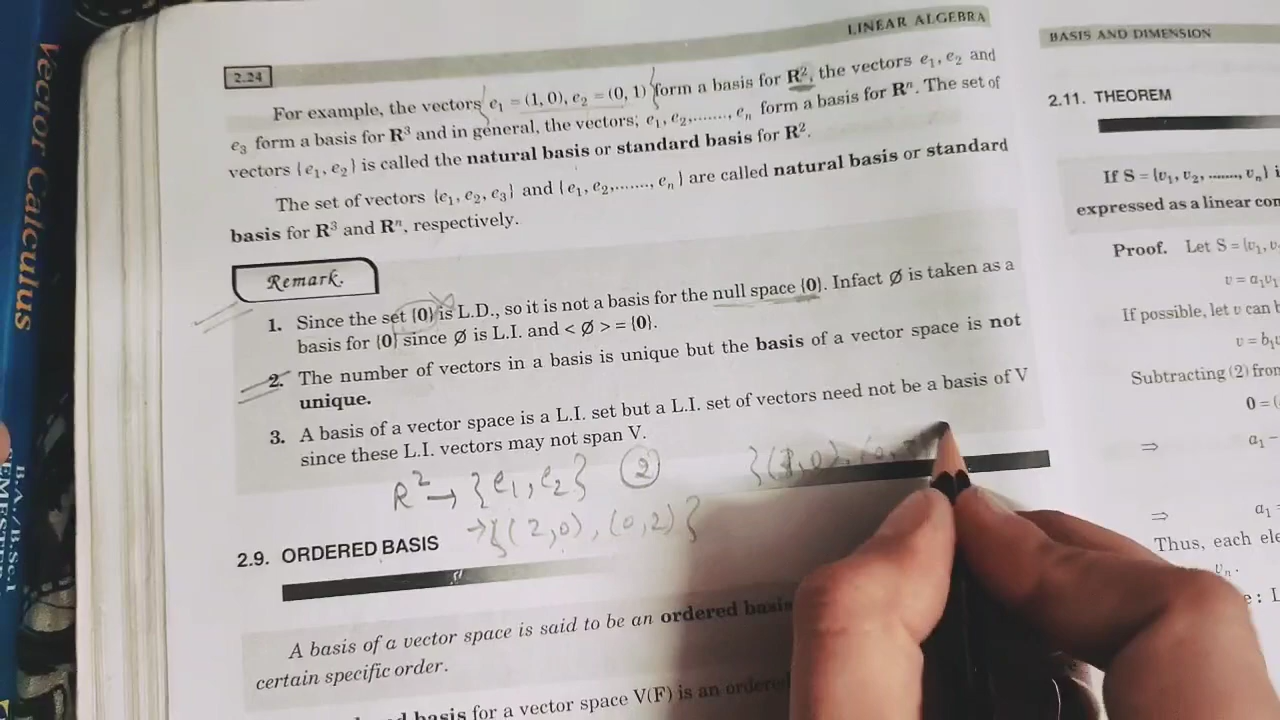 Vector Calculus
B.A./B.Sc.I
LINEAR ALGEBRA
2.24
For example, the vectors e₁ = (1, 0), e₂ = (0, 1) form a basis for R², the vectors e₁, e₂ and
e₃ form a basis for R³ and in general, the vectors; e₁, e₂,........, eₙ form a basis for Rⁿ. The set of
vectors {e₁, e₂} is called the natural basis or standard basis for R².
The set of vectors {e₁, e₂, e₃} and {e₁, e₂,......., eₙ} are called natural basis or standard
basis for R³ and Rⁿ, respectively.
Remark.
1. Since the set {0} is L.D., so it is not a basis for the null space {0}. Infact Ø is taken as a
basis for {0} since Ø is L.I. and < Ø > = {0}.
2. The number of vectors in a basis is unique but the basis of a vector space is not
unique.
3. A basis of a vector space is a L.I. set but a L.I. set of vectors need not be a basis of V
since these L.I. vectors may not span V.
R² → {e₁, e₂} 2
→ {(2,0), (0,2)}
2.9. ORDERED BASIS
A basis of a vector space is said to be an ordered basis
certain specific order.
basis for a vector space V(F) is an
BASIS AND DIMENSION
2.11. THEOREM
If S = {v₁, v₂, ......., vₙ}
expressed as a linear
Proof. Let S = {v₁,
v = a₁v₁
If possible, let v can
Subtracting (2) from
0 =
⇒ a₁ –
⇒ a₁ =
Thus, each
vₙ.